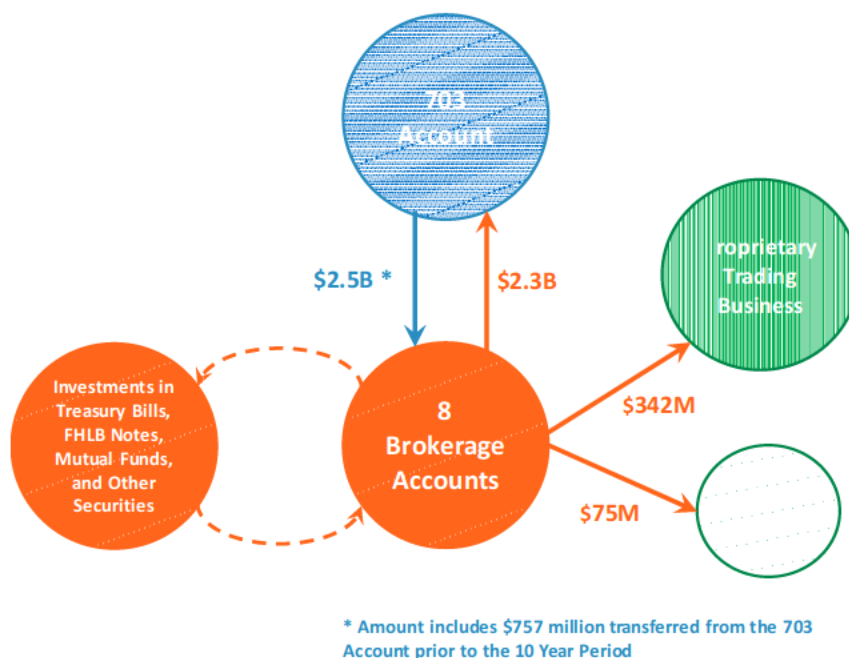 703
Account
$2.5B *
$2.3B
roprietary
Trading
Business
Investments in
Treasury Bills,
FHLB Notes,
Mutual Funds,
and Other
Securities
8
Brokerage
Accounts
$342M
$75M
* Amount includes $757 million transferred from the 703
Account prior to the 10 Year Period